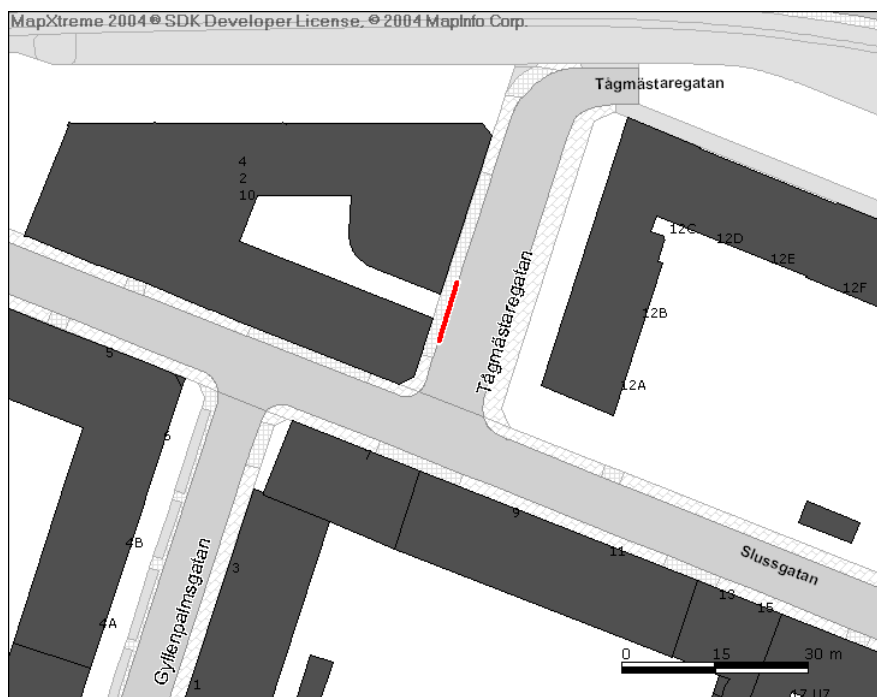 MapXtreme 2004 ® SDK Developer License, © 2004 MapInfo Corp.
Tågmästaregatan
4
2
10
12C
12D
12E
12F
12B
Tågmästaregatan
12A
5
6
7
9
4B
11
Slussgatan
3
Gyllenpalmsgatan
13
15
4A
1
0 15 30 m